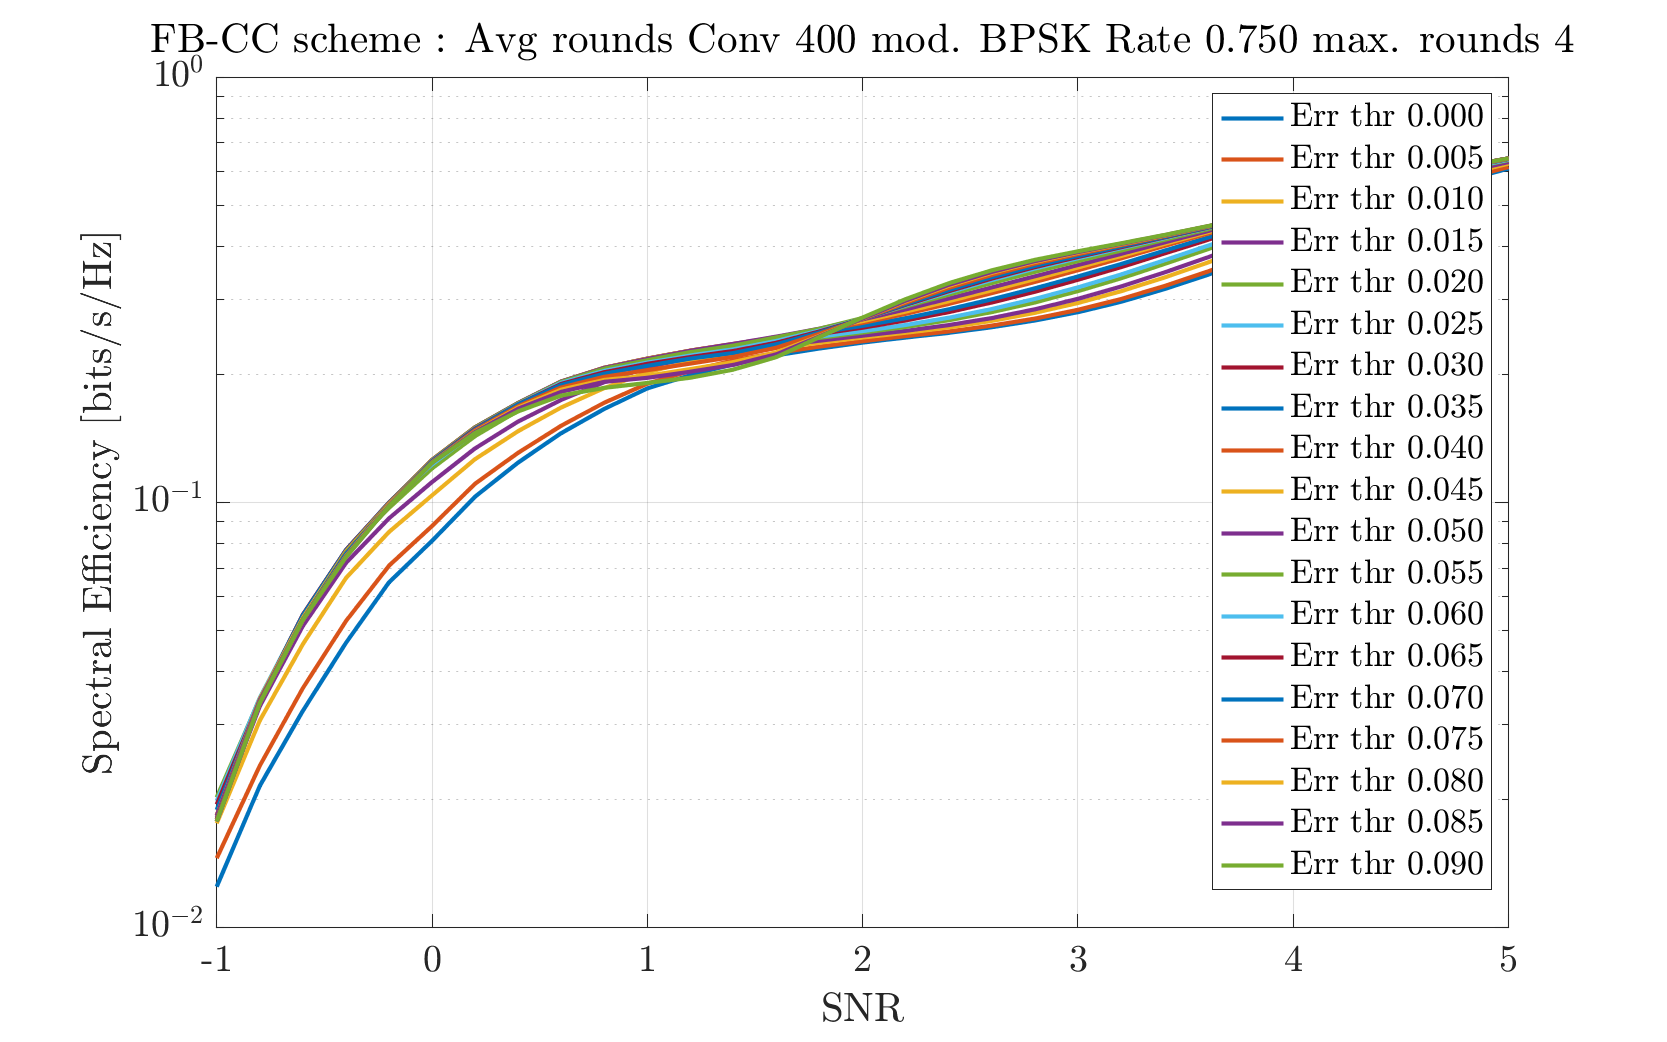 FB-CC scheme : Avg rounds Conv 400 mod. BPSK Rate 0.750 max. rounds 4
10^0
10^-1
10^-2
Spectral Efficiency [bits/s/Hz]
Err thr 0.000
Err thr 0.005
Err thr 0.010
Err thr 0.015
Err thr 0.020
Err thr 0.025
Err thr 0.030
Err thr 0.035
Err thr 0.040
Err thr 0.045
Err thr 0.050
Err thr 0.055
Err thr 0.060
Err thr 0.065
Err thr 0.070
Err thr 0.075
Err thr 0.080
Err thr 0.085
Err thr 0.090
-1 0 1 2 3 4 5
SNR